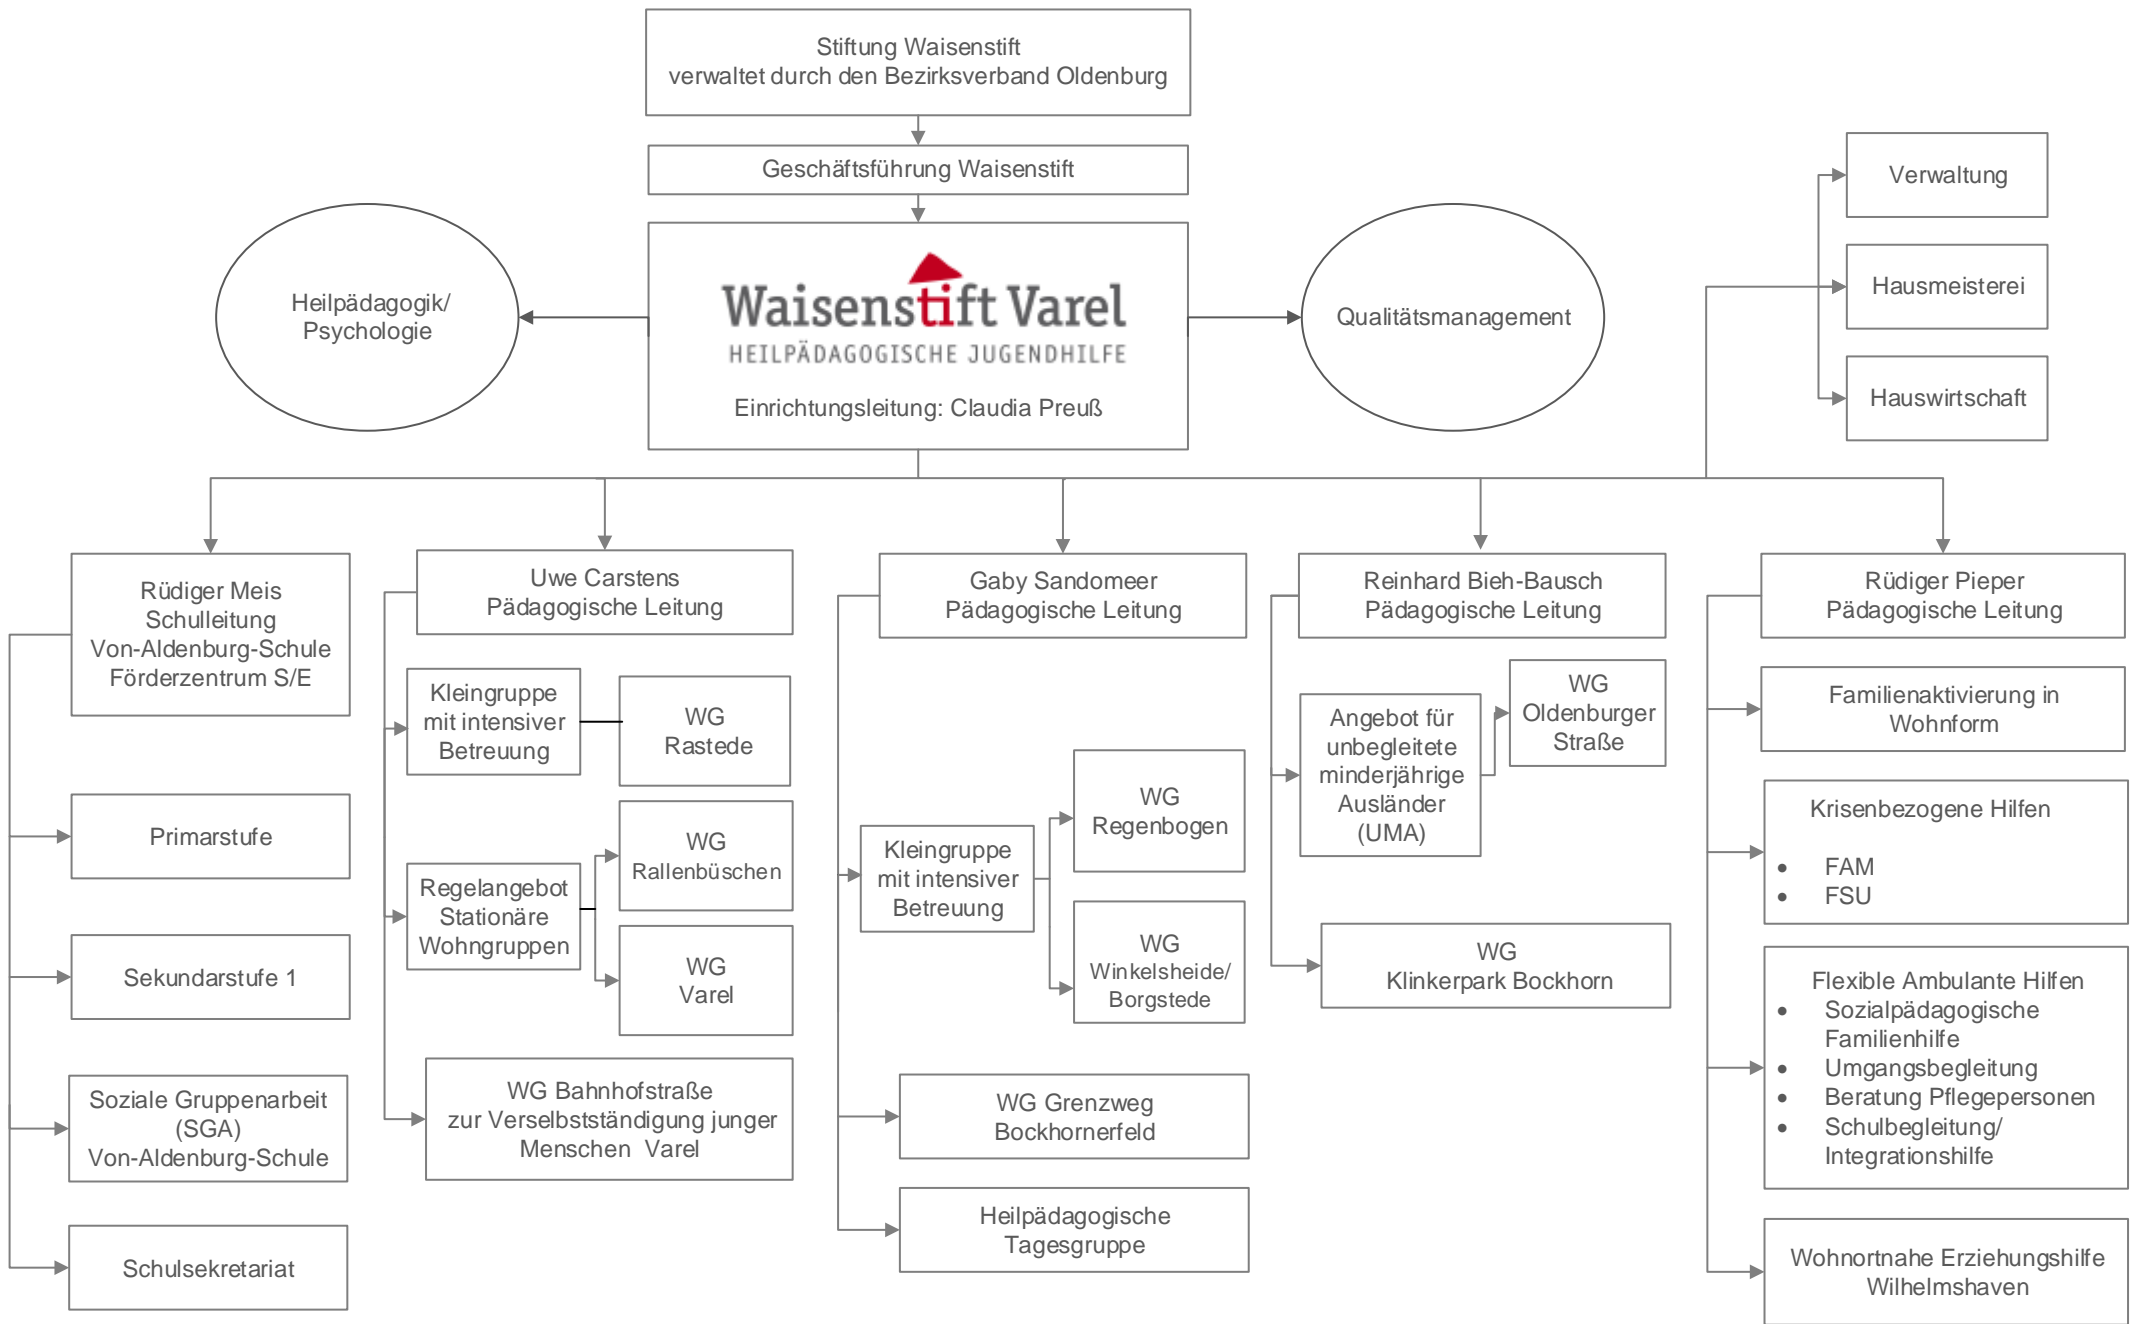 Stiftung Waisenstift
verwaltet durch den Bezirksverband Oldenburg
Geschäftsführung Waisenstift
Waisenstift Varel
HEILPÄDAGOGISCHE JUGENDHILFE
Einrichtungsleitung: Claudia Preuß
Heilpädagogik/
Psychologie
Qualitätsmanagement
Verwaltung
Hausmeisterei
Hauswirtschaft
Rüdiger Meis
Schulleitung
Von-Aldenburg-Schule
Förderzentrum S/E
Primarstufe
Sekundarstufe 1
Soziale Gruppenarbeit
(SGA)
Von-Aldenburg-Schule
Schulsekretariat
Uwe Carstens
Pädagogische Leitung
Kleingruppe
mit intensiver
Betreuung
WG
Rastede
Regelangebot
Stationäre
Wohngruppen
WG
Rallenbüschen
WG
Varel
WG Bahnhofstraße
zur Verselbstständigung junger
Menschen  Varel
Gaby Sandomeer
Pädagogische Leitung
Kleingruppe
mit intensiver
Betreuung
WG
Regenbogen
WG
Winkelsheide/
Borgstede
WG Grenzweg
Bockhornerfeld
Heilpädagogische
Tagesgruppe
Reinhard Bieh-Bausch
Pädagogische Leitung
Angebot für
unbegleitete
minderjährige
Ausländer
(UMA)
WG
Oldenburger
Straße
WG
Klinkerpark Bockhorn
Rüdiger Pieper
Pädagogische Leitung
Familienaktivierung in
Wohnform
Krisenbezogene Hilfen
• FAM
• FSU
Flexible Ambulante Hilfen
• Sozialpädagogische
Familienhilfe
• Umgangsbegleitung
• Beratung Pflegepersonen
• Schulbegleitung/
Integrationshilfe
Wohnortnahe Erziehungshilfe
Wilhelmshaven